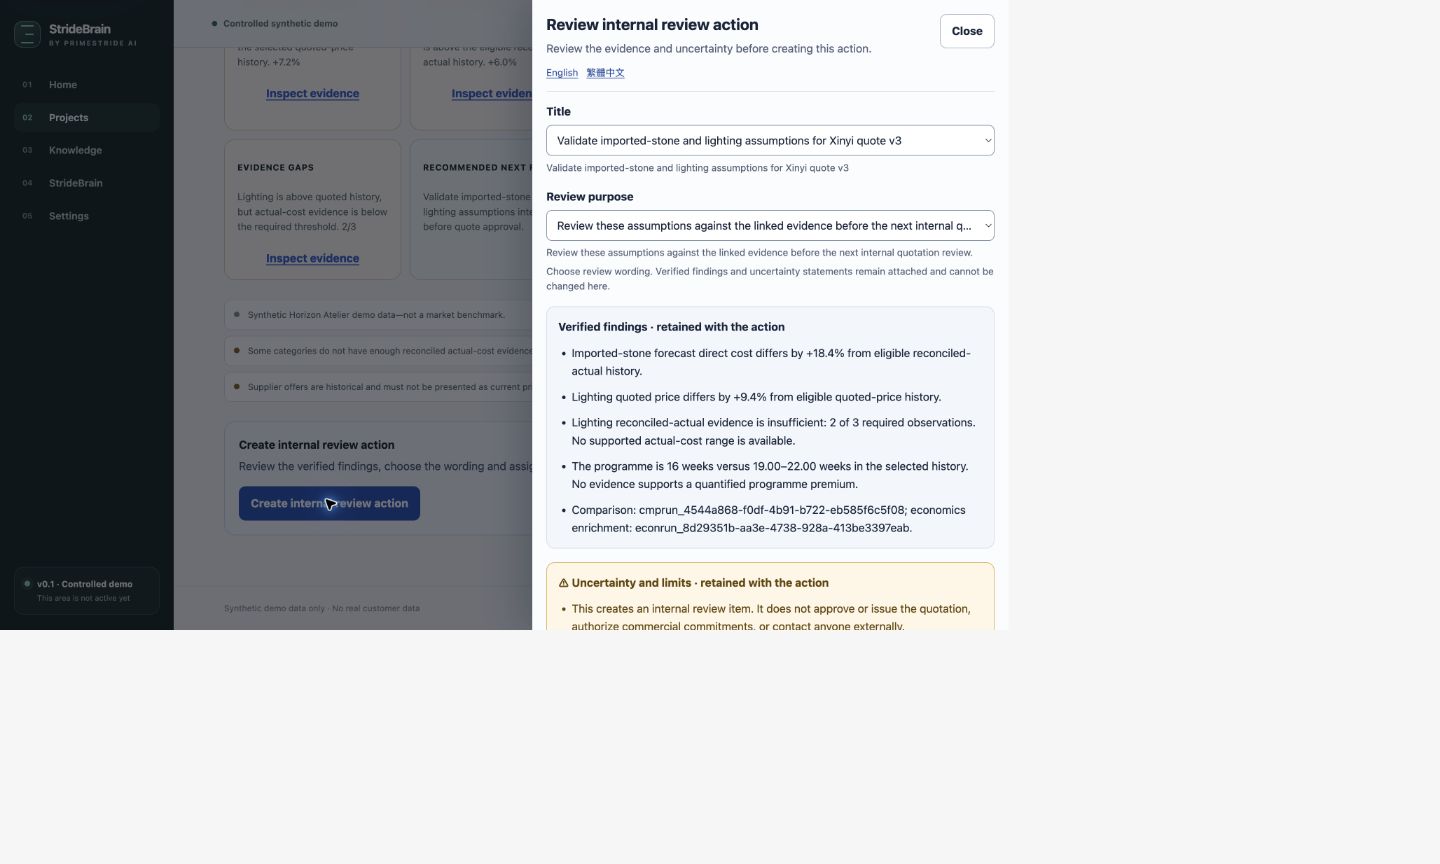 StrideBrain
BY PRIMESTRIDE AI
01 Home
02 Projects
03 Knowledge
04 StrideBrain
05 Settings
v0.1 · Controlled demo
This area is not active yet
Controlled synthetic demo
the selected quoted-price
history. +7.2%
Inspect evidence
is above the eligible
actual history. +6.0%
Inspect eviden
EVIDENCE GAPS
Lighting is above quoted history,
but actual-cost evidence is below
the required threshold. 2/3
Inspect evidence
RECOMMENDED NEXT
Validate imported-stone
lighting assumptions
before quote approval.
Synthetic Horizon Atelier demo data—not a market benchmark.
Some categories do not have enough reconciled actual-cost evidence
Supplier offers are historical and must not be presented as current
Create internal review action
Review the verified findings, choose the wording and
Create internal review action
Synthetic demo data only · No real customer data
Review internal review action
Close
Review the evidence and uncertainty before creating this action.
English 繁體中文
Title
Validate imported-stone and lighting assumptions for Xinyi quote v3
Validate imported-stone and lighting assumptions for Xinyi quote v3
Review purpose
Review these assumptions against the linked evidence before the next internal q...
Review these assumptions against the linked evidence before the next internal quotation review.
Choose review wording. Verified findings and uncertainty statements remain attached and cannot be
changed here.
Verified findings · retained with the action
• Imported-stone forecast direct cost differs by +18.4% from eligible reconciled-
actual history.
• Lighting quoted price differs by +9.4% from eligible quoted-price history.
• Lighting reconciled-actual evidence is insufficient: 2 of 3 required observations.
No supported actual-cost range is available.
• The programme is 16 weeks versus 19.00–22.00 weeks in the selected history.
No evidence supports a quantified programme premium.
• Comparison: cmprun_4544a868-f0df-4b91-b722-eb585f6c5f08; economics
enrichment: econrun_8d29351b-aa3e-4738-928a-413be3397eab.
⚠ Uncertainty and limits · retained with the action
• This creates an internal review item. It does not approve or issue the quotation,
authorize commercial commitments, or contact anyone externally.